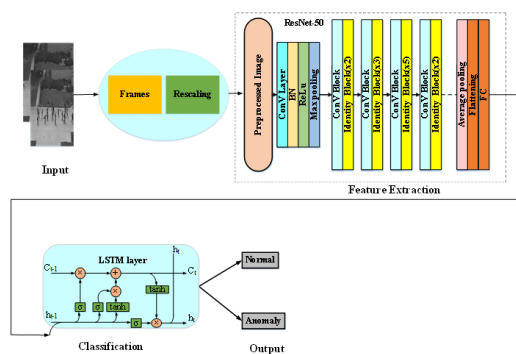 ResNet-50
Frames
Rescaling
Preprocessed Image
ConV Layer
BN
ReLu
Maxpooling
ConV Block
Identity Block(x2)
ConV Block
Identity Block(x3)
ConV Block
Identity Block(x5)
ConV Block
Identity Block(x2)
Average pooling
Flattening
FC
Input
Feature Extraction
LSTM layer
ht
Ct-1
×
+
Ct
×
tanh
σ
σ
tanh
ht-1
σ
×
ht
Normal
Anomaly
Classification
Output